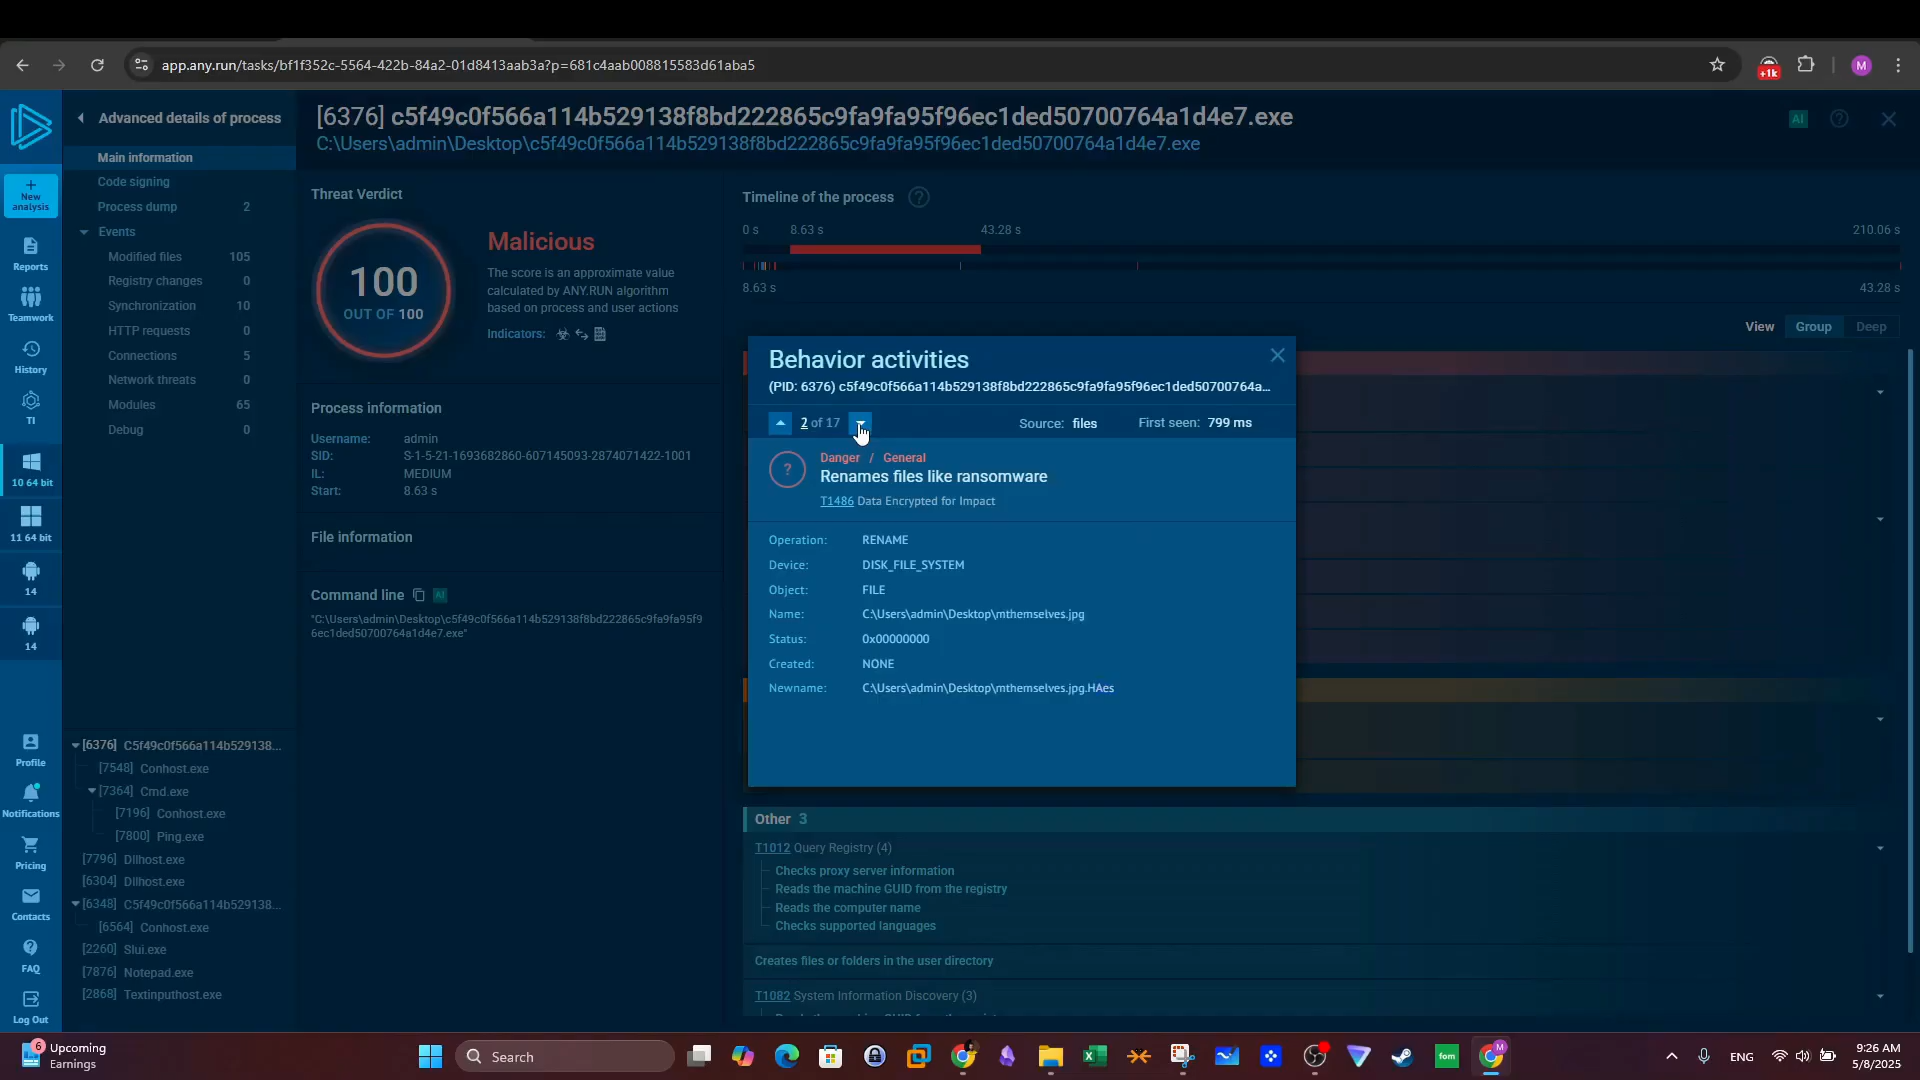 app.any.run/tasks/bf1f352c-5564-422b-84a2-01d8413aab3a?p=681c4aab008815583d61aba5
+1k
M
Advanced details of process
Main information
Code signing
Process dump 2
Events
Modified files 105
Registry changes 0
Synchronization 10
HTTP requests 0
Connections 5
Network threats 0
Modules 65
Debug 0
New
analysis
Reports
Teamwork
History
TI
10 64 bit
11 64 bit
14
14
Profile
Notifications
Pricing
Contacts
FAQ
Log Out
[6376] C5f49c0f566a114b529138...
[7548] Conhost.exe
[7364] Cmd.exe
[7196] Conhost.exe
[7800] Ping.exe
[7796] Dllhost.exe
[6304] Dllhost.exe
[6348] C5f49c0f566a114b529138...
[6564] Conhost.exe
[2260] Slui.exe
[7876] Notepad.exe
[2868] Textinputhost.exe
[6376] c5f49c0f566a114b529138f8bd222865c9fa9fa95f96ec1ded50700764a1d4e7.exe
C:\Users\admin\Desktop\c5f49c0f566a114b529138f8bd222865c9fa9fa95f96ec1ded50700764a1d4e7.exe
AI
?
Threat Verdict
100
OUT OF 100
Malicious
The score is an approximate value
calculated by ANY.RUN algorithm
based on process and user actions
Indicators:
Process information
Username: admin
SID: S-1-5-21-1693682860-607145093-2874071422-1001
IL: MEDIUM
Start: 8.63 s
File information
Command line AI
"C:\Users\admin\Desktop\c5f49c0f566a114b529138f8bd222865c9fa9fa95f9
6ec1ded50700764a1d4e7.exe"
Timeline of the process ?
0 s 8.63 s 43.28 s 210.06 s
8.63 s 43.28 s
View Group Deep
Behavior activities
(PID: 6376) c5f49c0f566a114b529138f8bd222865c9fa9fa95f96ec1ded50700764a...
2 of 17 Source: files First seen: 799 ms
?
Danger / General
Renames files like ransomware
T1486 Data Encrypted for Impact
Operation: RENAME
Device: DISK_FILE_SYSTEM
Object: FILE
Name: C:\Users\admin\Desktop\mthemselves.jpg
Status: 0x00000000
Created: NONE
Newname: C:\Users\admin\Desktop\mthemselves.jpg.HAes
Other 3
T1012 Query Registry (4)
Checks proxy server information
Reads the machine GUID from the registry
Reads the computer name
Checks supported languages
Creates files or folders in the user directory
T1082 System Information Discovery (3)
6
Upcoming
Earnings
Search
fom
M
ENG
9:26 AM
5/8/2025